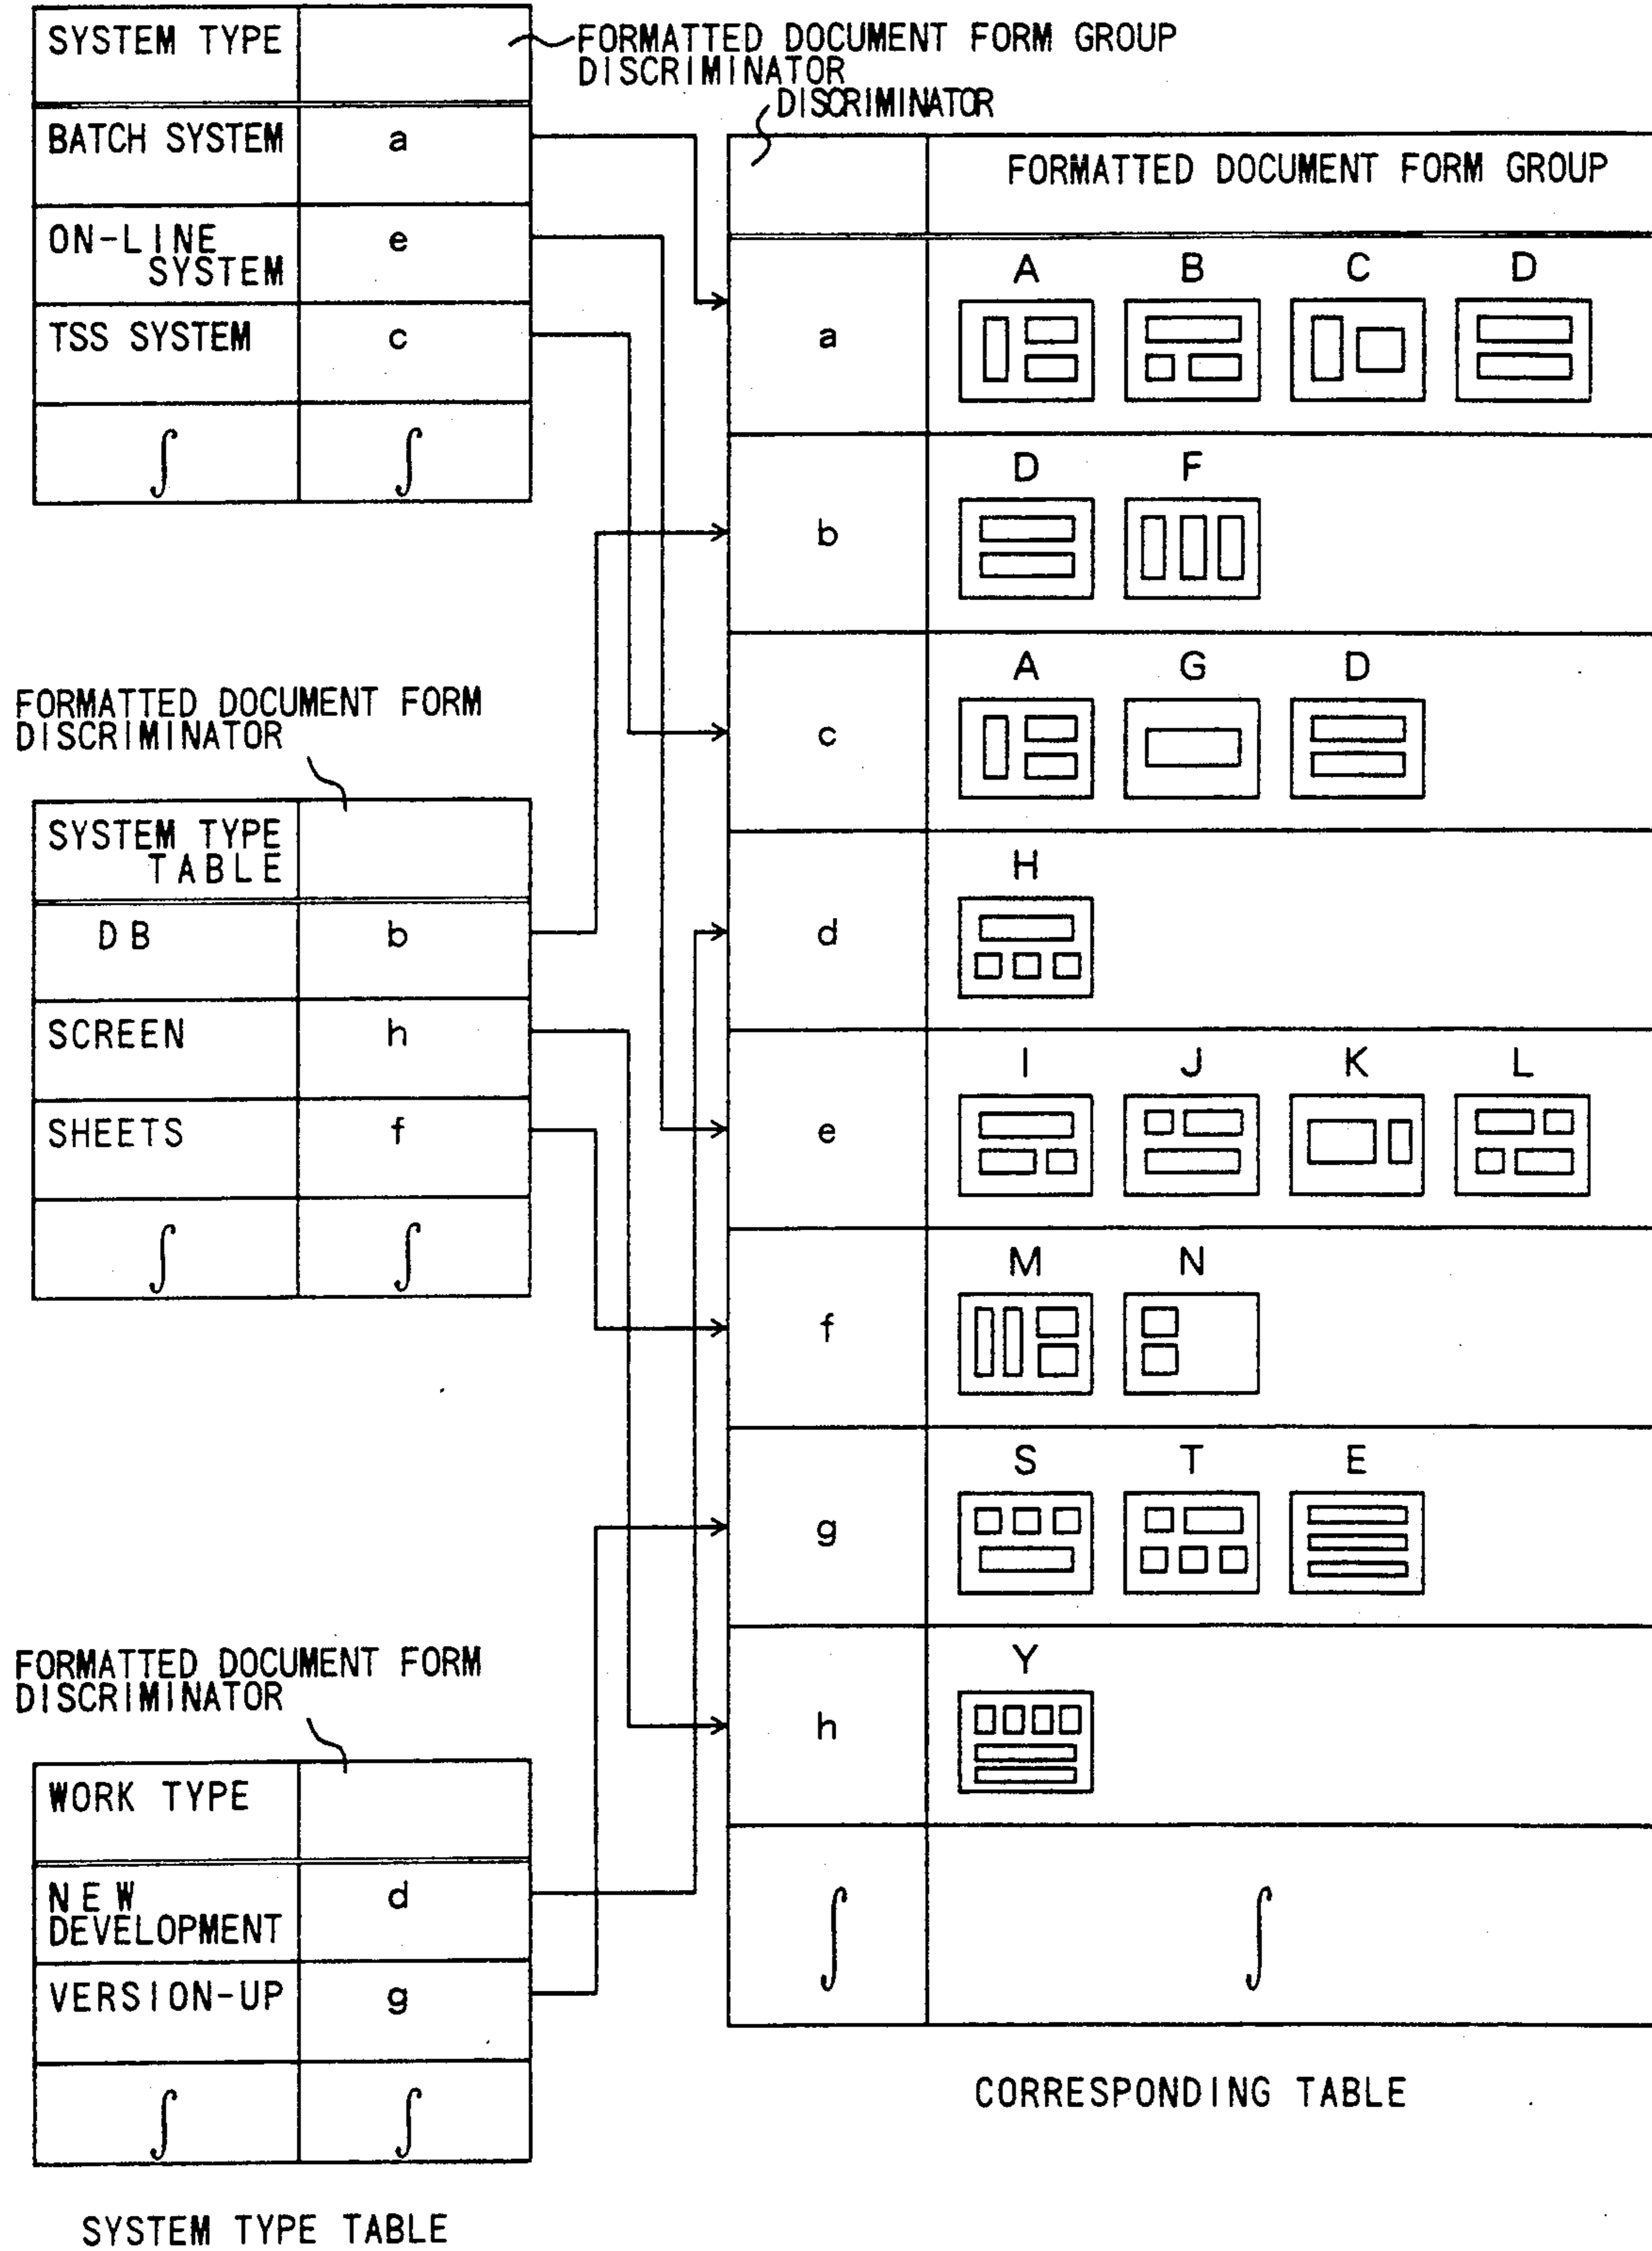 SYSTEM TYPE
FORMATTED DOCUMENT FORM GROUP
DISCRIMINATOR
BATCH SYSTEM a
ON-LINE
SYSTEM e
TSS SYSTEM c
∫ ∫
FORMATTED DOCUMENT FORM
DISCRIMINATOR
SYSTEM TYPE
TABLE
DB b
SCREEN h
SHEETS f
∫ ∫
FORMATTED DOCUMENT FORM
DISCRIMINATOR
WORK TYPE
NEW
DEVELOPMENT d
VERSION-UP g
∫ ∫
SYSTEM TYPE TABLE
DISCRIMINATOR
FORMATTED DOCUMENT FORM GROUP
A B C D
a
D F
b
A G D
c
H
d
I J K L
e
M N
f
S T E
g
Y
h
∫ ∫
CORRESPONDING TABLE